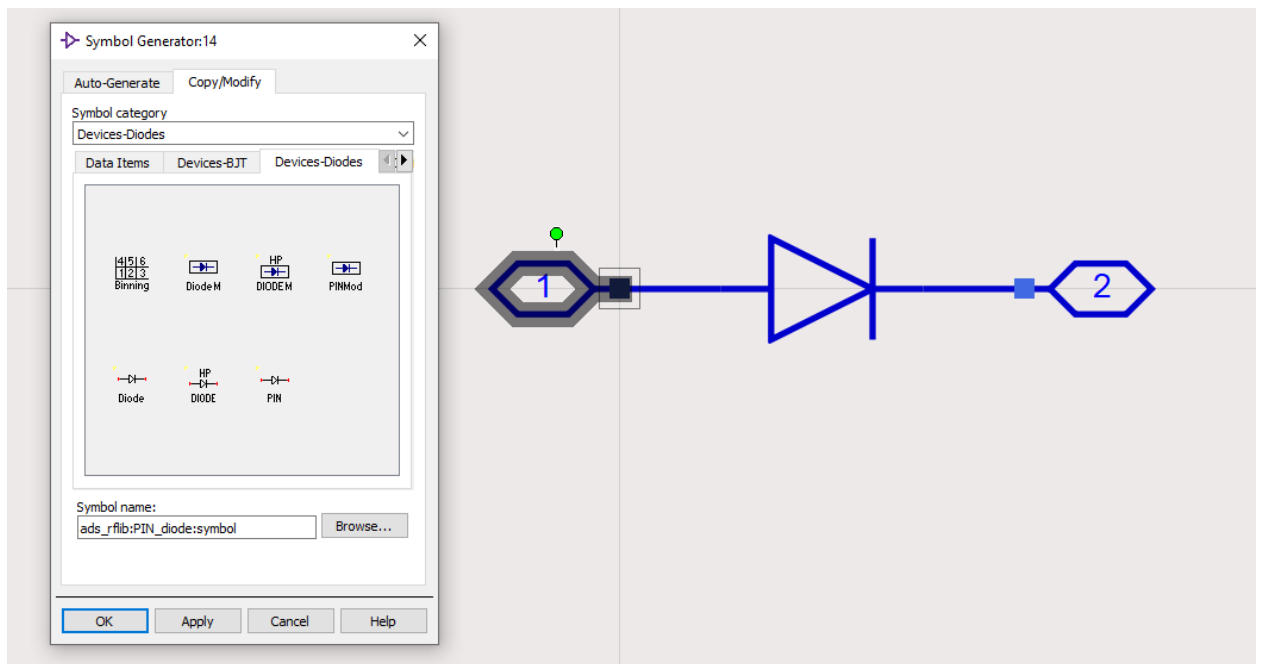 Symbol Generator:14
Auto-Generate Copy/Modify
Symbol category
Devices-Diodes
Data Items Devices-BJT Devices-Diodes
4 5 6
1 2 3
Binning
Diode M
HP
DIODE M
PINMod
Diode
HP
DIODE
PIN
Symbol name:
ads_rflib:PIN_diode:symbol Browse...
OK Apply Cancel Help
1
2